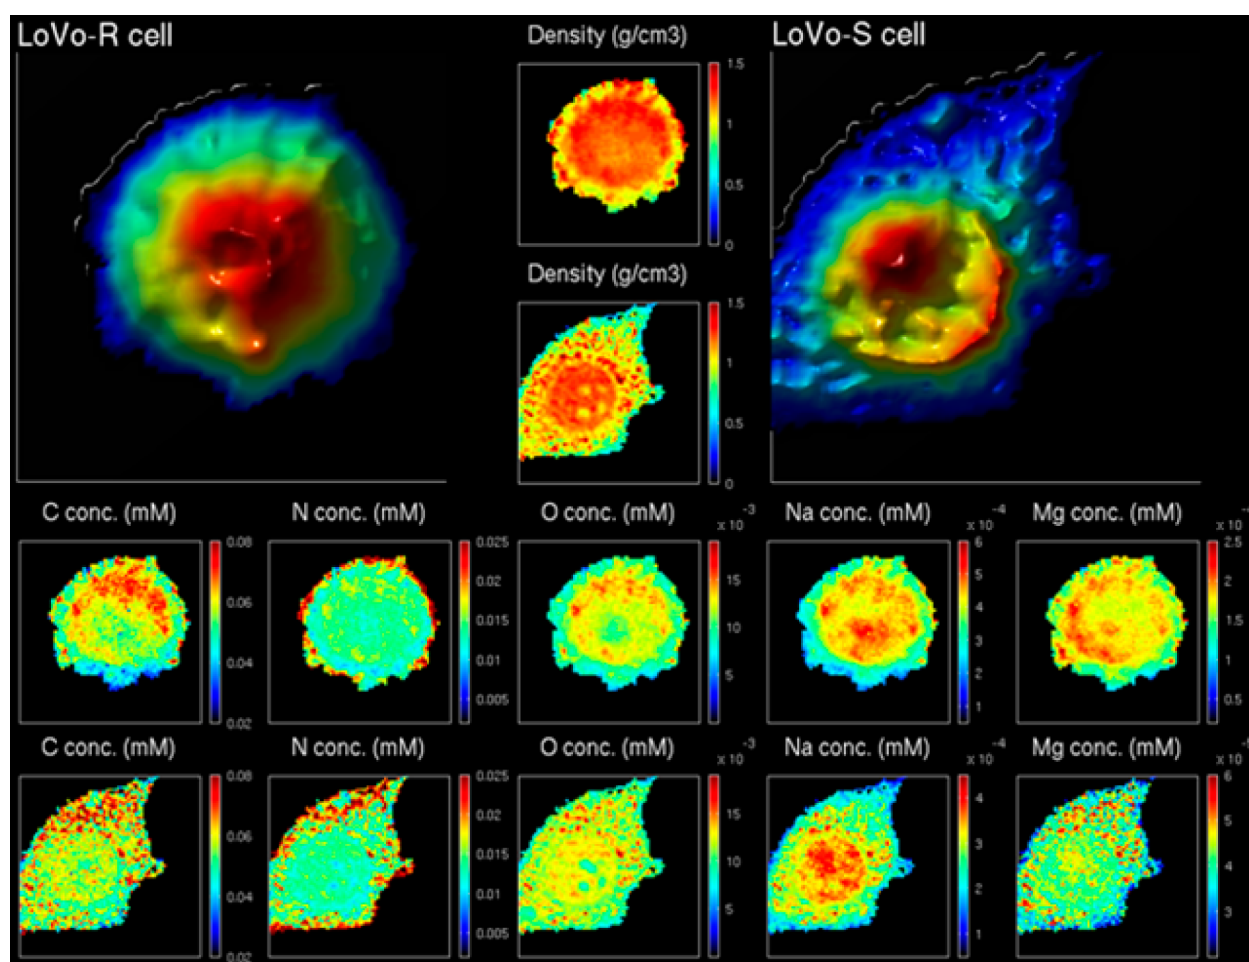 LoVo-R cell
Density (g/cm3)
LoVo-S cell
1.5
1
0.5
0
Density (g/cm3)
1.5
1
0.5
0
C conc. (mM)
N conc. (mM)
O conc. (mM)
x 10 -3
Na conc. (mM)
x 10 -4
Mg conc. (mM)
x 10
0.08
0.06
0.04
0.02
0.025
0.02
0.015
0.01
0.005
15
10
5
6
5
4
3
2
1
2.5
2
1.5
1
0.5
C conc. (mM)
N conc. (mM)
O conc. (mM)
x 10 -3
Na conc. (mM)
x 10 -4
Mg conc. (mM)
x 10
0.08
0.06
0.04
0.02
0.025
0.02
0.015
0.01
0.005
15
10
5
4
3
2
1
6
5
4
3